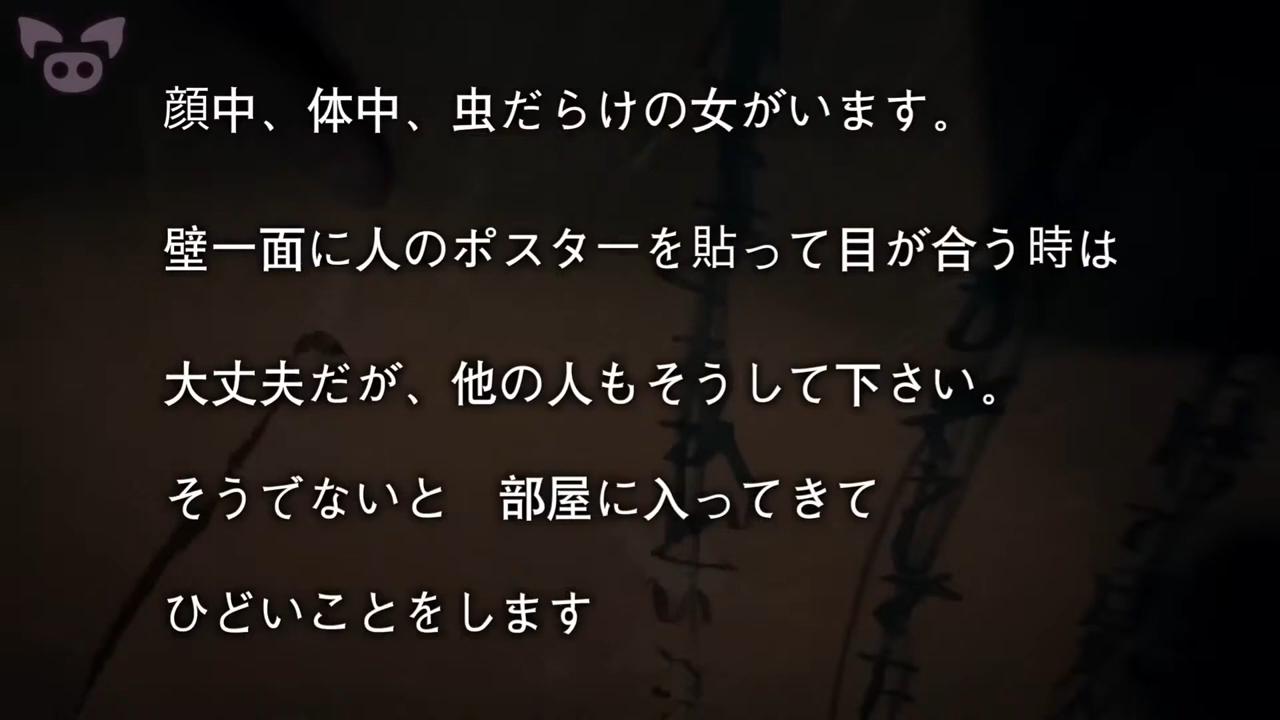 顔中、体中、虫だらけの女がいます。
壁一面に人のポスターを貼って目が合う時は
大丈夫だが、他の人もそうして下さい。
そうでないと　部屋に入ってきて
ひどいことをします